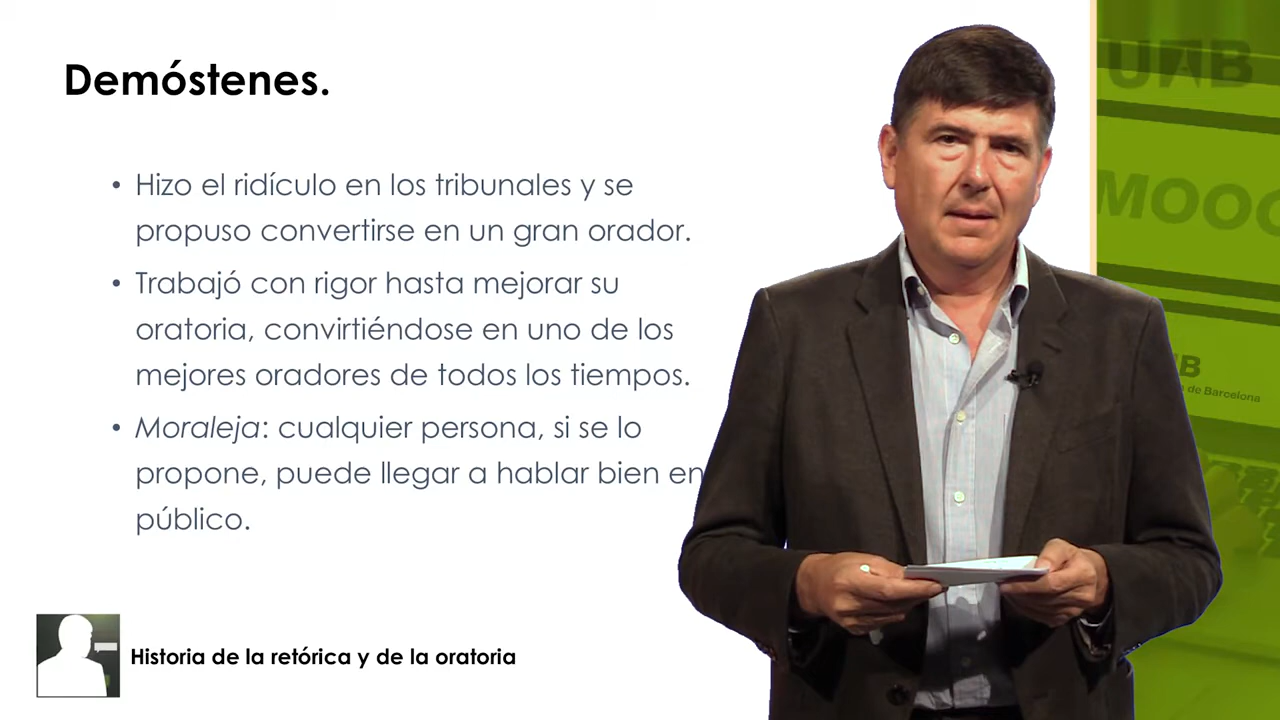 Demóstenes.
• Hizo el ridículo en los tribunales y se
propuso convertirse en un gran orador.
• Trabajó con rigor hasta mejorar su
oratoria, convirtiéndose en uno de los
mejores oradores de todos los tiempos.
• Moraleja: cualquier persona, si se lo
propone, puede llegar a hablar bien en
público.
Historia de la retórica y de la oratoria
UAB
MOOC
B
de Barcelona